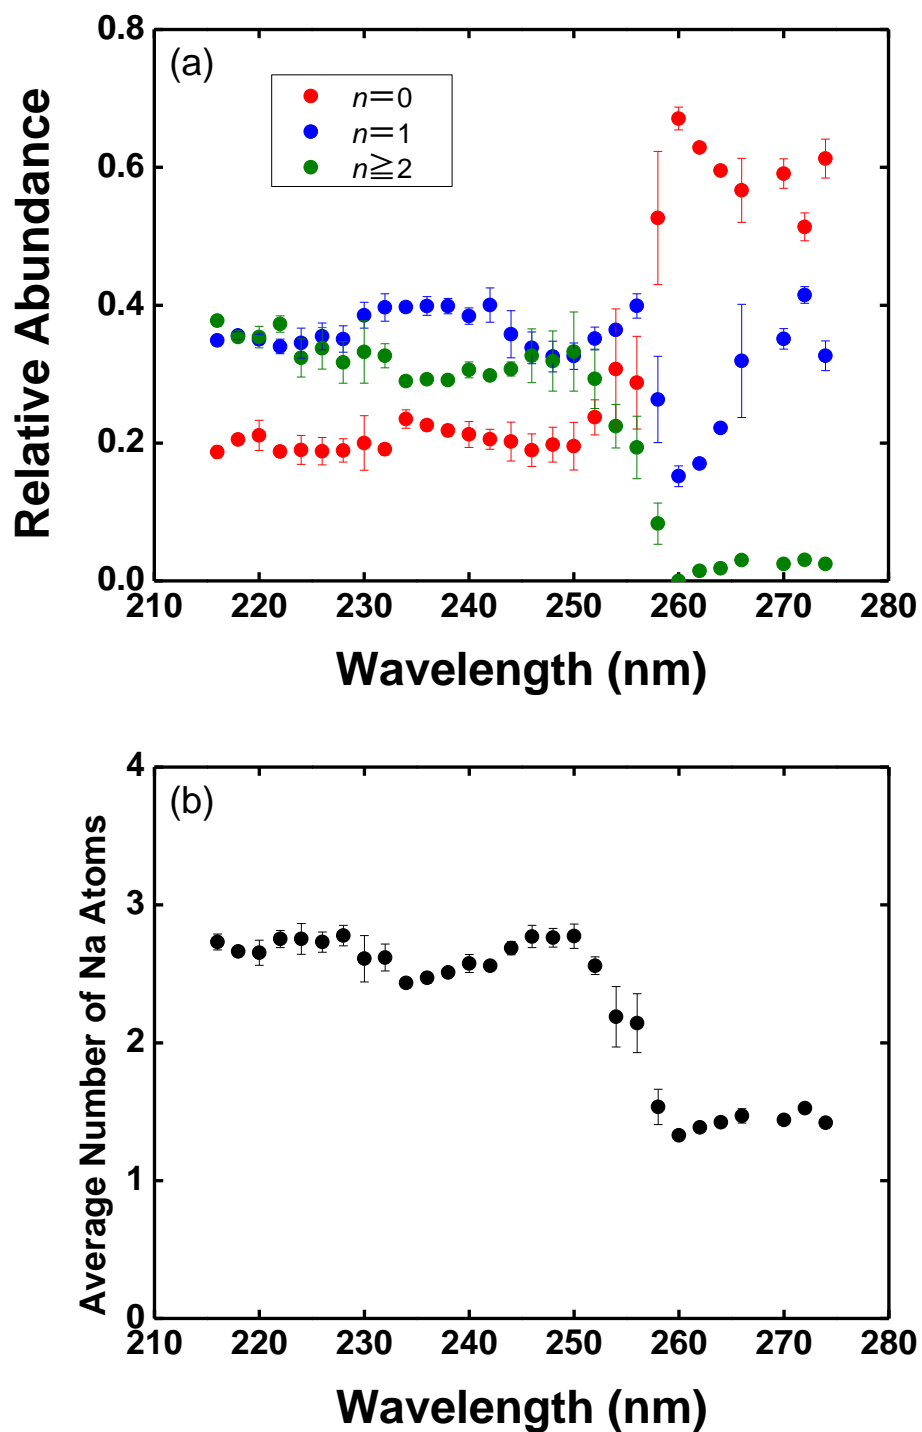 (a)
n=0
n=1
n≧2
Relative Abundance
0.8
0.6
0.4
0.2
0.0
210 220 230 240 250 260 270 280
Wavelength (nm)
(b)
Average Number of Na Atoms
4
3
2
1
0
210 220 230 240 250 260 270 280
Wavelength (nm)